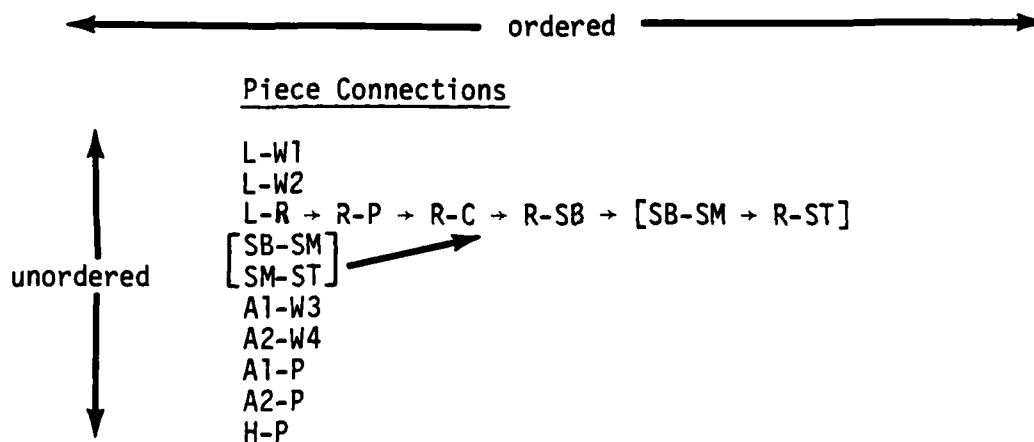 ordered
Piece Connections
L-W1
L-W2
L-R → R-P → R-C → R-SB → [SB-SM → R-ST]
[SB-SM
SM-ST]
unordered
A1-W3
A2-W4
A1-P
A2-P
H-P